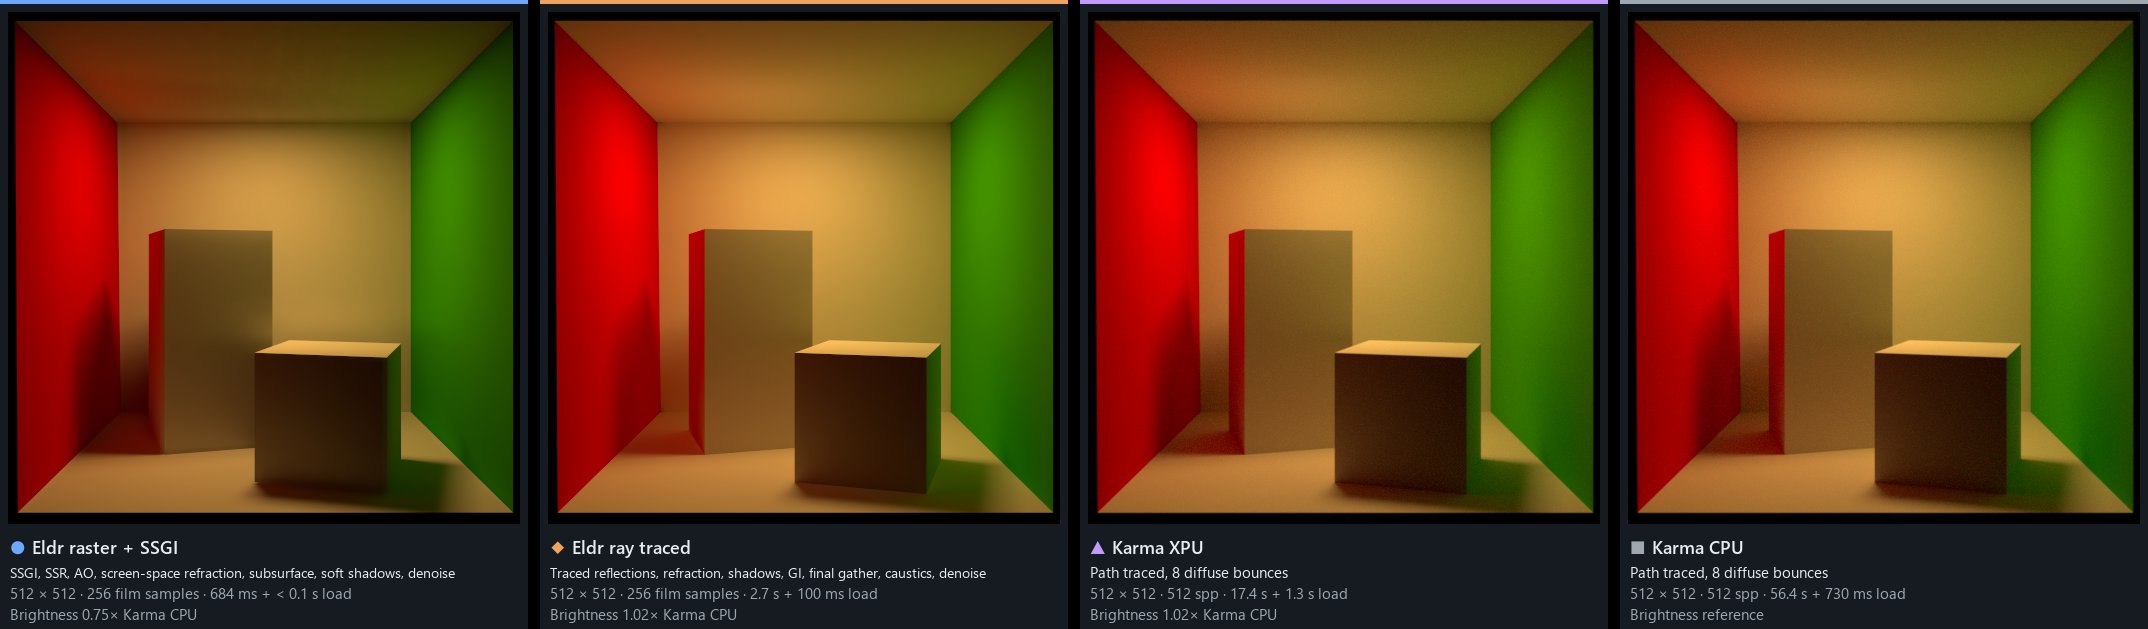 Eldr raster + SSGI
SSGI, SSR, AO, screen-space refraction, subsurface, soft shadows, denoise
512 × 512 · 256 film samples · 684 ms + < 0.1 s load
Brightness 0.75× Karma CPU
Eldr ray traced
Traced reflections, refraction, shadows, GI, final gather, caustics, denoise
512 × 512 · 256 film samples · 2.7 s + 100 ms load
Brightness 1.02× Karma CPU
Karma XPU
Path traced, 8 diffuse bounces
512 × 512 · 512 spp · 17.4 s + 1.3 s load
Brightness 1.02× Karma CPU
Karma CPU
Path traced, 8 diffuse bounces
512 × 512 · 512 spp · 56.4 s + 730 ms load
Brightness reference